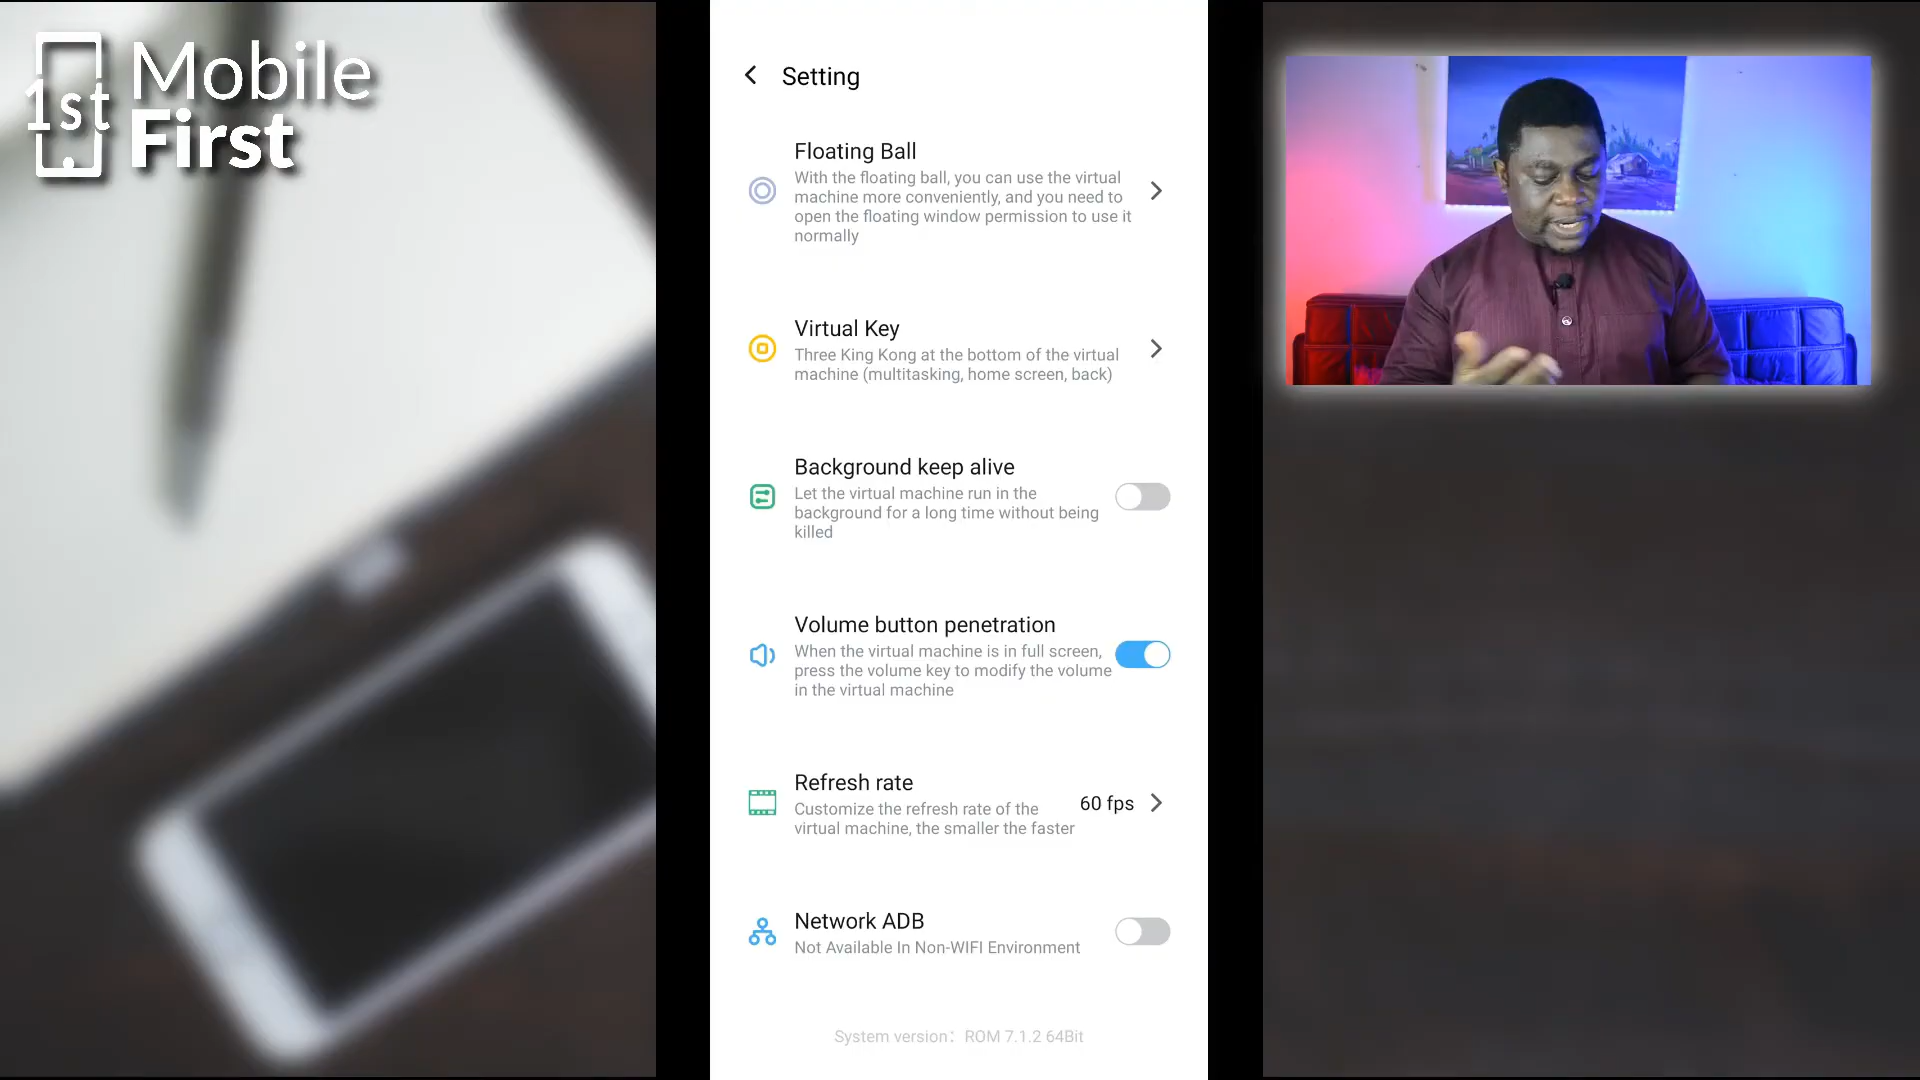 1st
Mobile
First
Setting
Floating Ball
With the floating ball, you can use the virtual
machine more conveniently, and you need to
open the floating window permission to use it
normally
Virtual Key
Three King Kong at the bottom of the virtual
machine (multitasking, home screen, back)
Background keep alive
Let the virtual machine run in the
background for a long time without being
killed
Volume button penetration
When the virtual machine is in full screen,
press the volume key to modify the volume
in the virtual machine
Refresh rate
60 fps
Customize the refresh rate of the
virtual machine, the smaller the faster
Network ADB
Not Available In Non-WIFI Environment
System version： ROM 7.1.2 64Bit